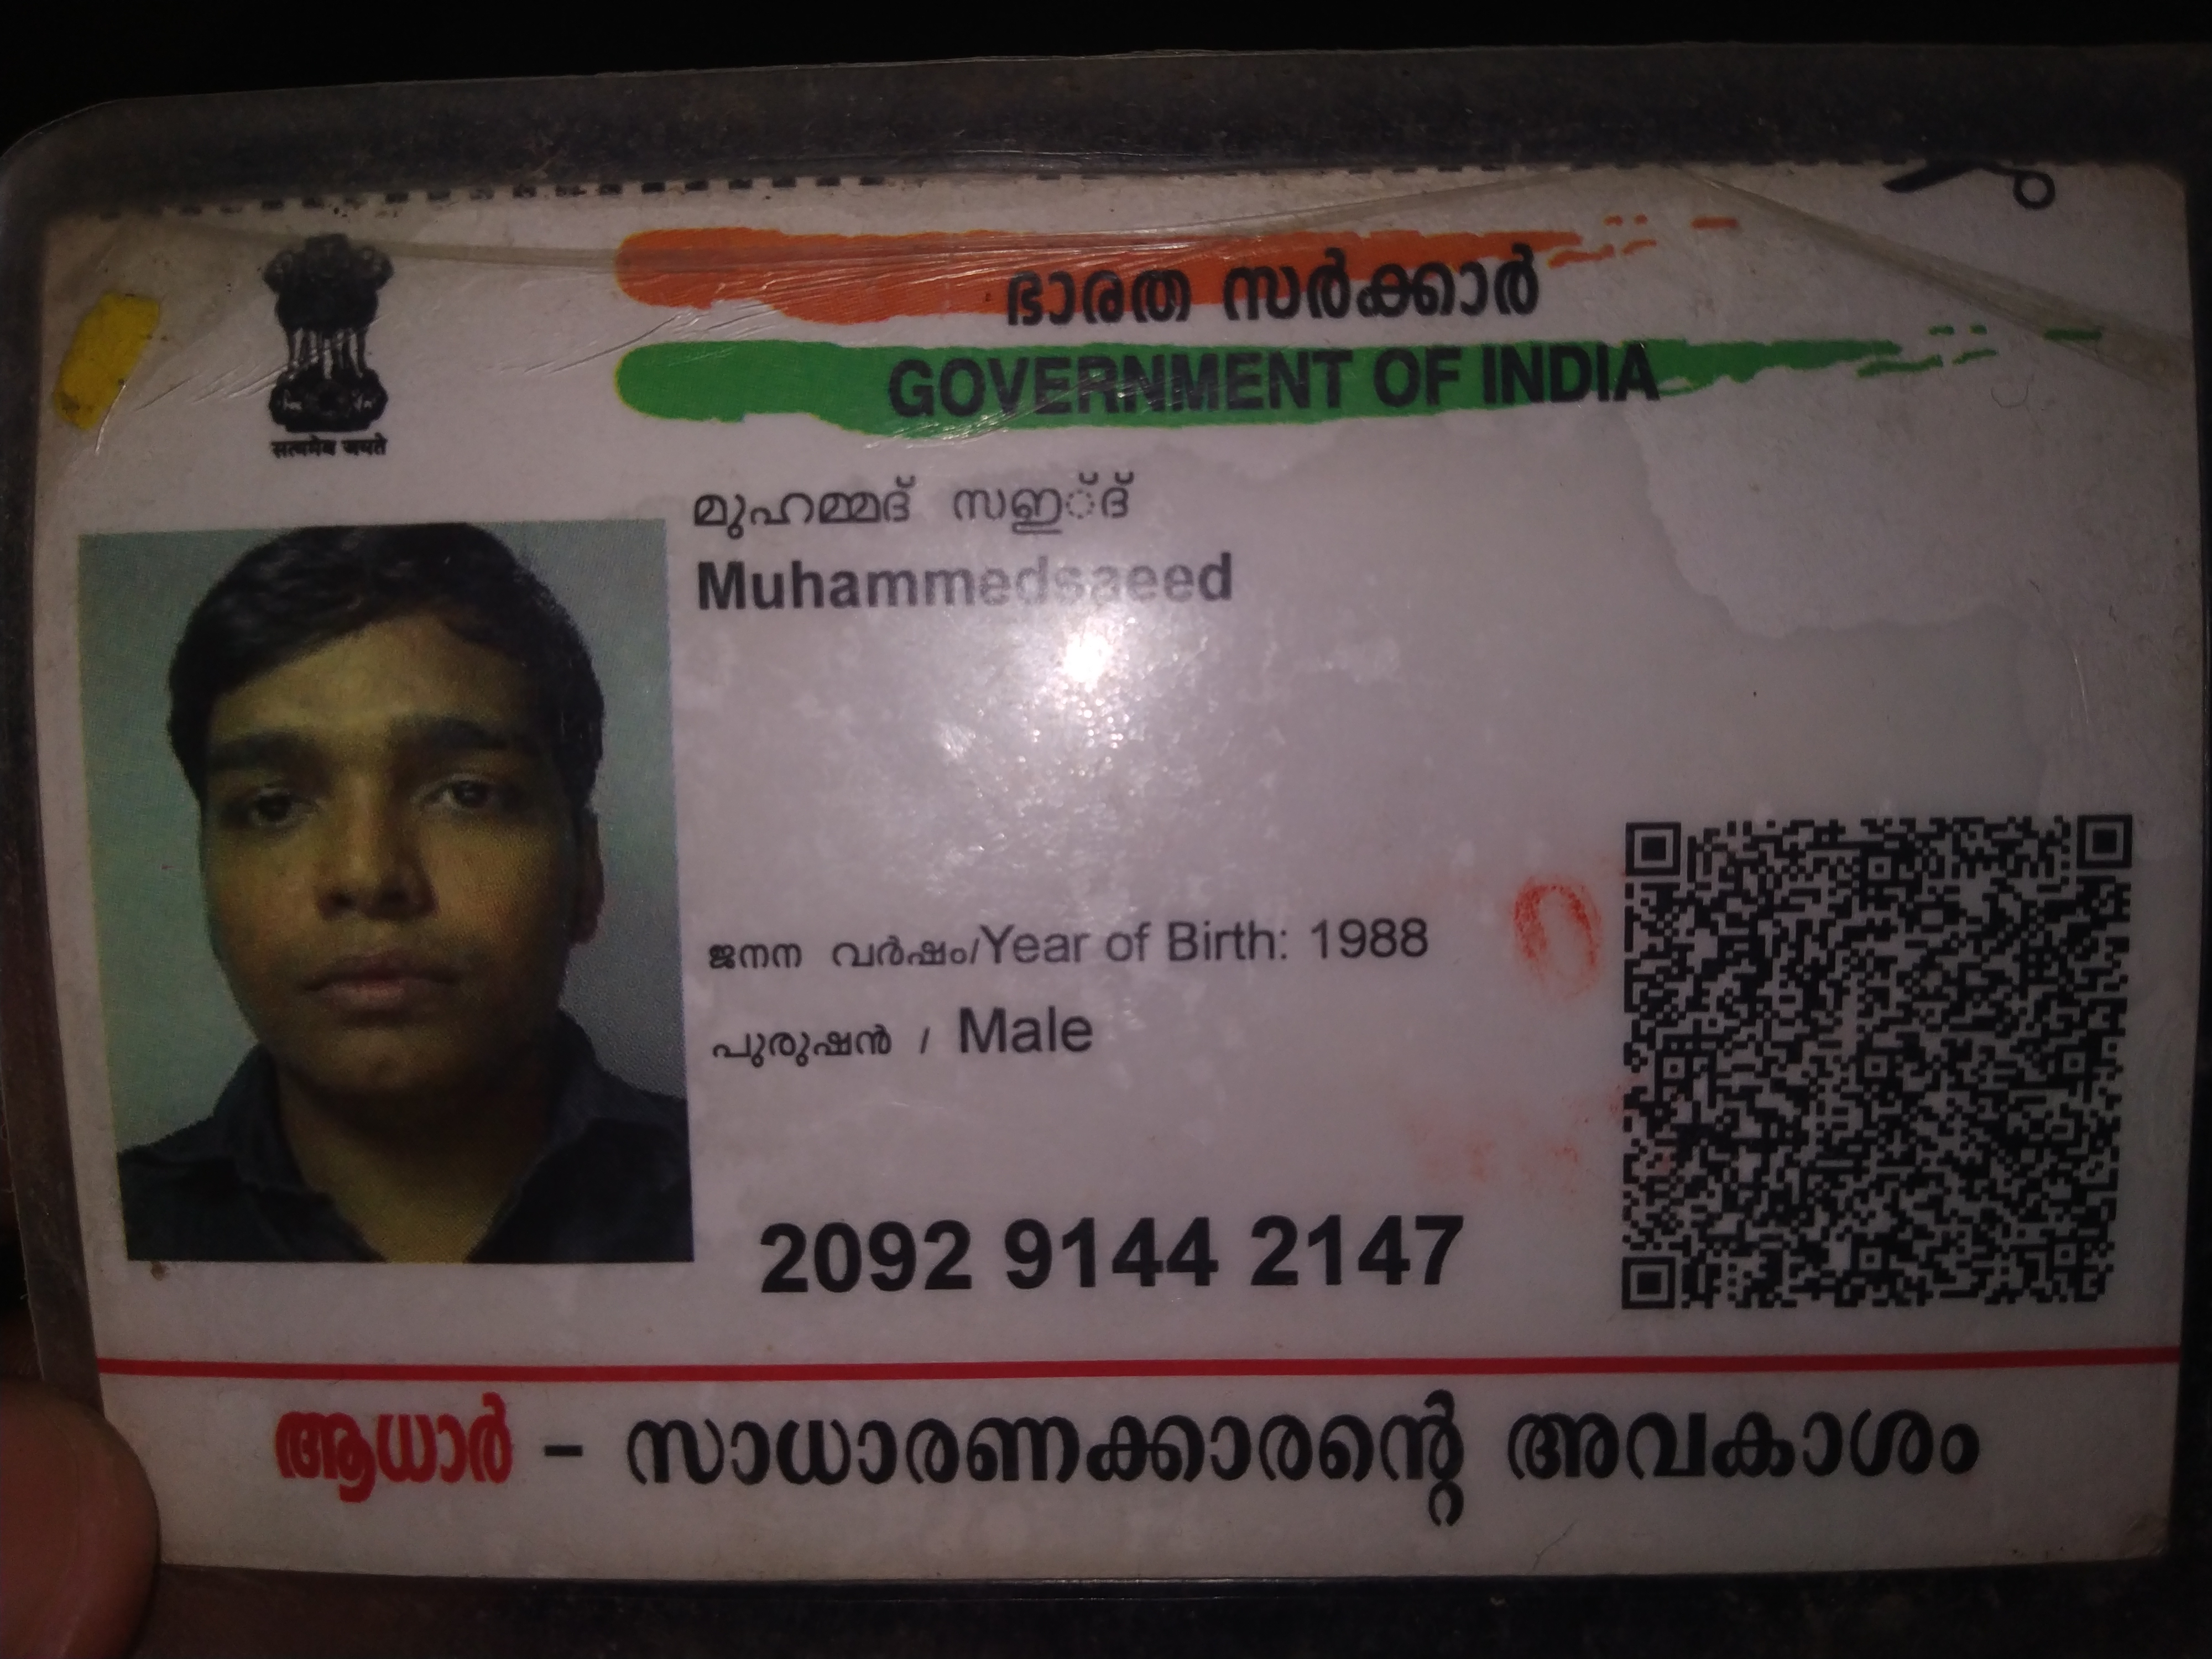 ഭാരത സർക്കാർ
GOVERNMENT OF INDIA
सत्यमेव जयते
മുഹമ്മദ് സഇ്ദ്
Muhammedsaeed
ജനന വർഷം/Year of Birth: 1988
പുരുഷൻ / Male
2092 9144 2147
ആധാർ - സാധാരണക്കാരന്റെ അവകാശം